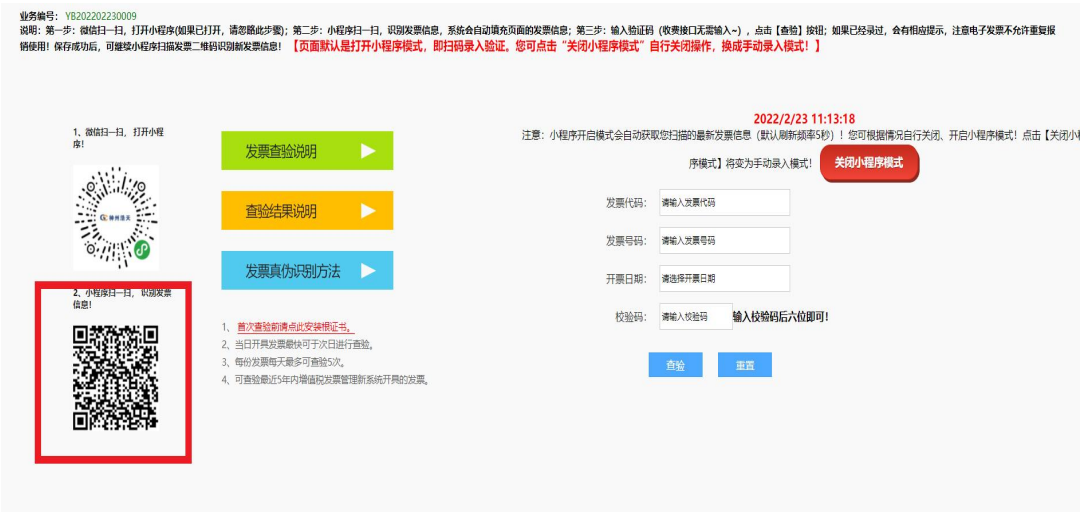 业务编号： YB202202230009
说明：第一步：微信扫一扫，打开小程序(如果已打开，请忽略此步骤)；第二步：小程序扫一扫，识别发票信息，系统会自动填充页面的发票信息；第三步：输入验证码（收费接口无需输入~），点击【查验】按钮；如果已经录过，会有相应提示，注意电子发票不允许重复报
销使用！保存成功后，可继续小程序扫描发票二维码识别新发票信息！【页面默认是打开小程序模式，即扫码录入验证。您可点击“关闭小程序模式”自行关闭操作，换成手动录入模式！】
1、微信扫一扫，打开小程
序！
神州浩天
2、小程序扫一扫，识别发票
信息！
发票查验说明
查验结果说明
发票真伪识别方法
1、首次查验前请点此安装根证书。
2、当日开具发票最快可于次日进行查验。
3、每份发票每天最多可查验5次。
4、可查验最近5年内增值税发票管理新系统开具的发票。
2022/2/23 11:13:18
注意：小程序开启模式会自动获取您扫描的最新发票信息（默认刷新频率5秒）！您可根据情况自行关闭、开启小程序模式！点击【关闭小
序模式】将变为手动录入模式！ 关闭小程序模式
发票代码： 请输入发票代码
发票号码： 请输入发票号码
开票日期： 请选择开票日期
校验码： 请输入校验码 输入校验码后六位即可！
查验 重置